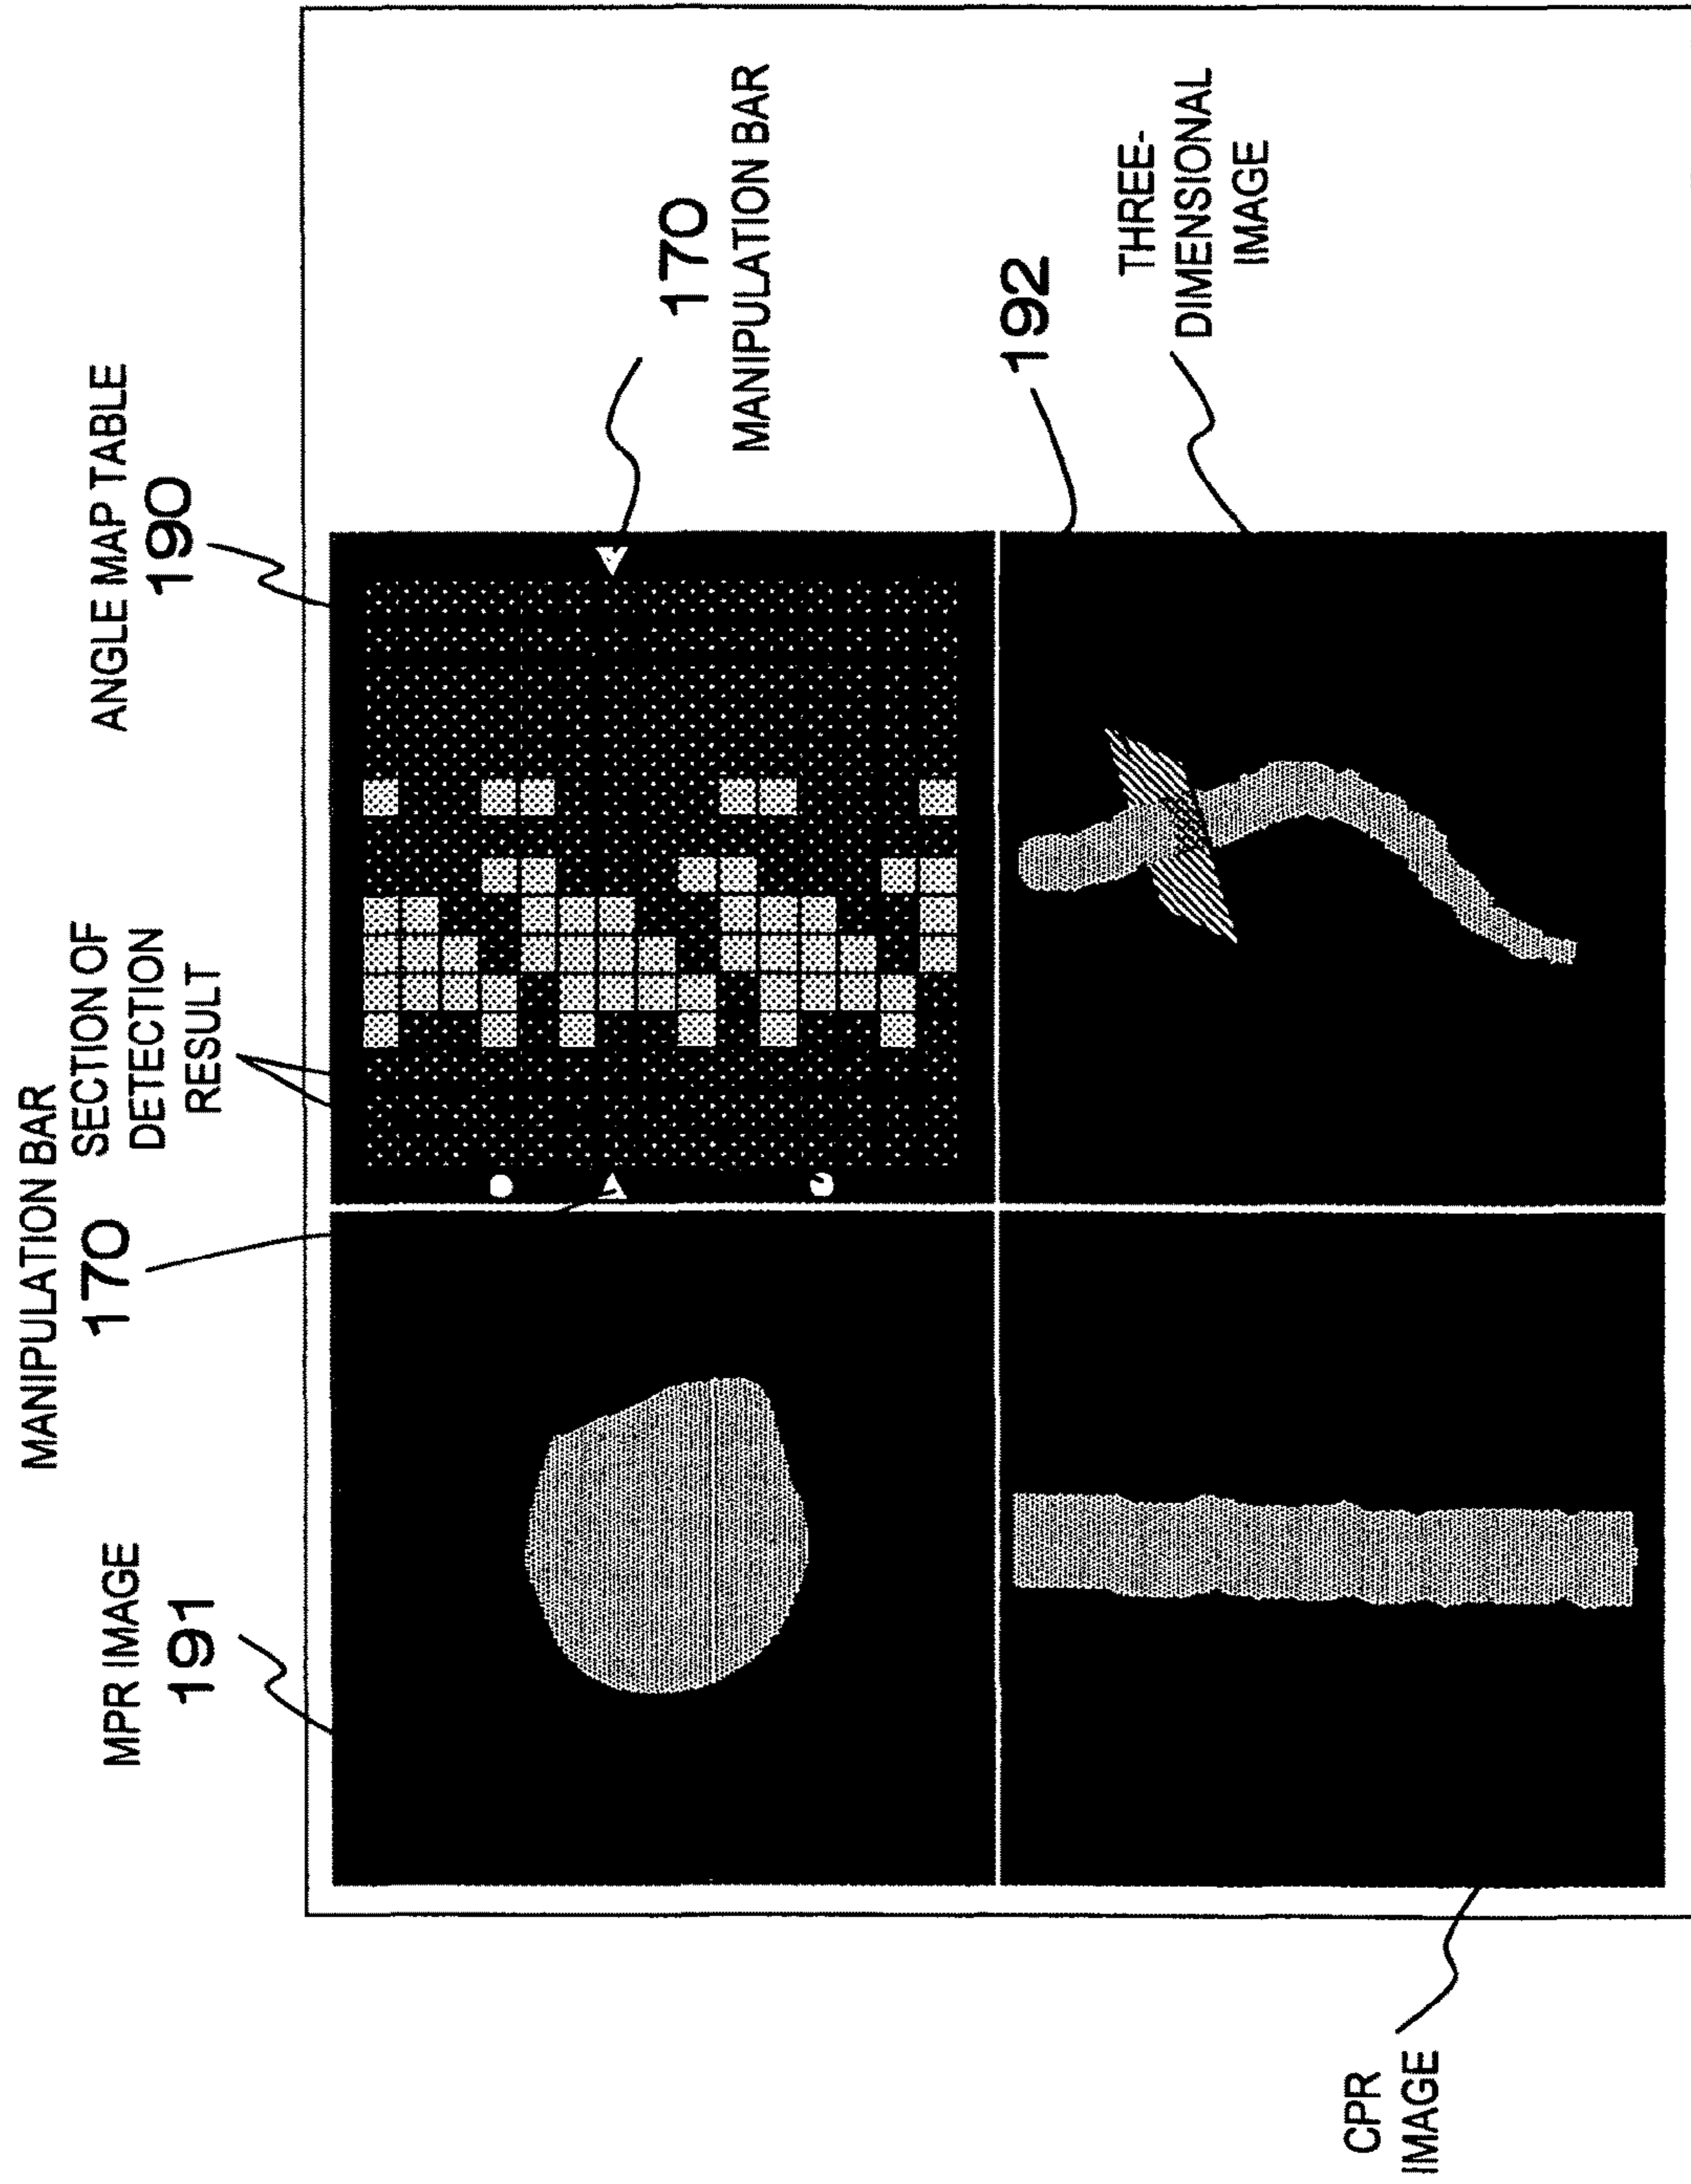 MANIPULATION BAR
170
SECTION OF
DETECTION
RESULT
MPR IMAGE
191
ANGLE MAP TABLE
190
170
MANIPULATION BAR
192
THREE-
DIMENSIONAL
IMAGE
CPR
IMAGE